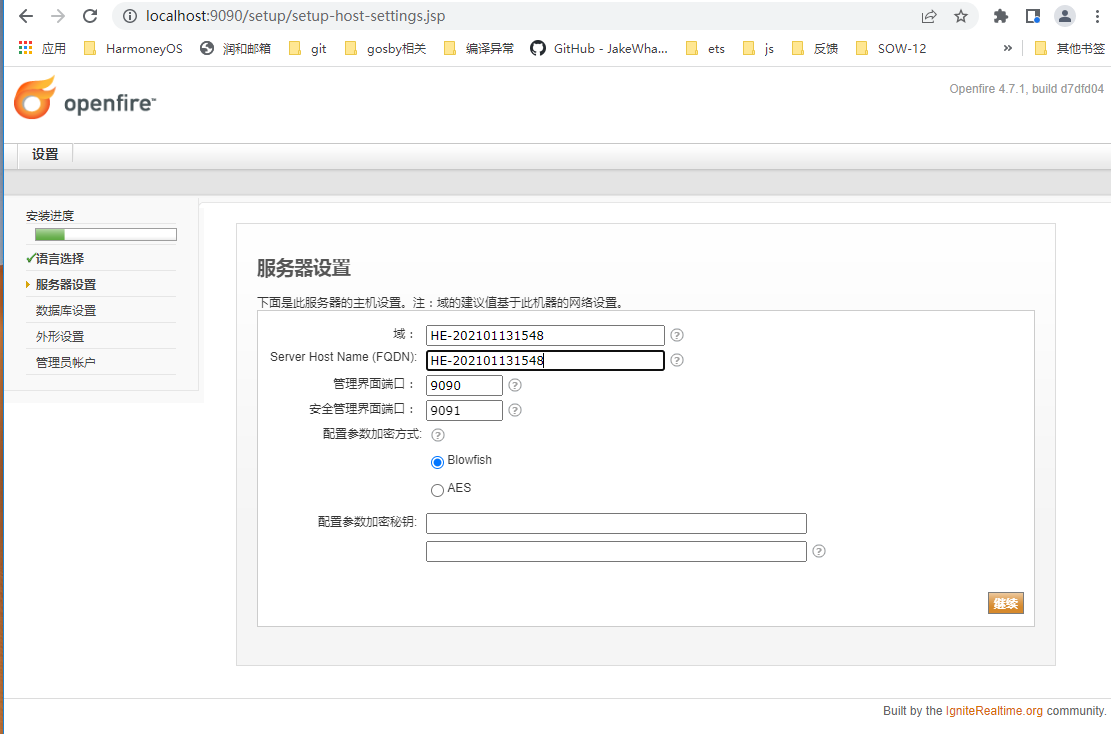 localhost:9090/setup/setup-host-settings.jsp
应用 HarmoneyOS 润和邮箱 git gosby相关 编译异常 GitHub - JakeWha... ets js 反馈 SOW-12 » 其他书签
openfire™
Openfire 4.7.1, build d7dfd04
设置
安装进度
语言选择
服务器设置
数据库设置
外形设置
管理员帐户
服务器设置
下面是此服务器的主机设置。注：域的建议值基于此机器的网络设置。
域： HE-202101131548
Server Host Name (FQDN): HE-202101131548
管理界面端口： 9090
安全管理界面端口： 9091
配置参数加密方式:
Blowfish
AES
配置参数加密秘钥:
继续
Built by the IgniteRealtime.org community.